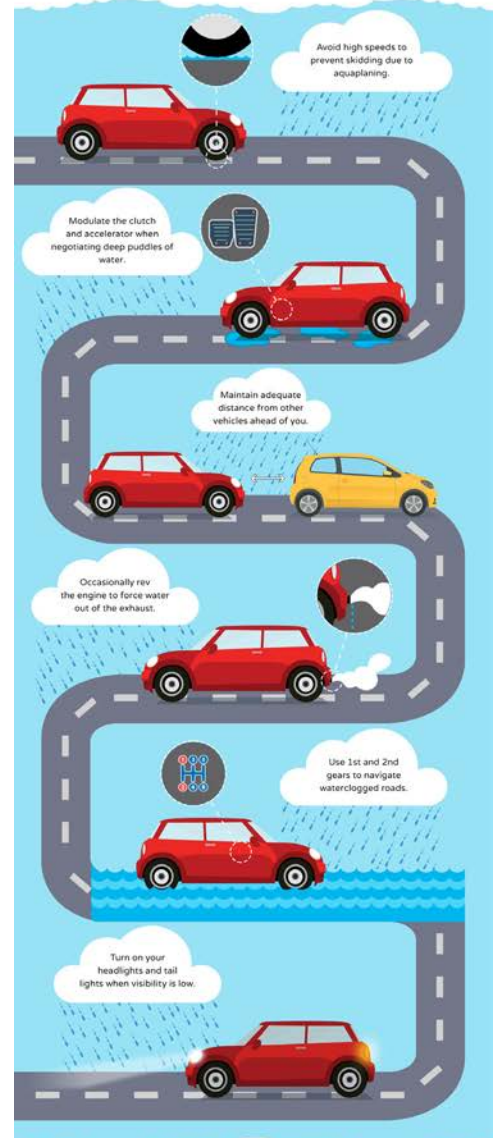 Avoid high speeds to
prevent skidding due to
aquaplaning.
Modulate the clutch
and accelerator when
negotiating deep puddles of
water.
Maintain adequate
distance from other
vehicles ahead of you.
Occasionally rev
the engine to force water
out of the exhaust.
Use 1st and 2nd
gears to navigate
waterclogged roads.
Turn on your
headlights and tail
lights when visibility is low.